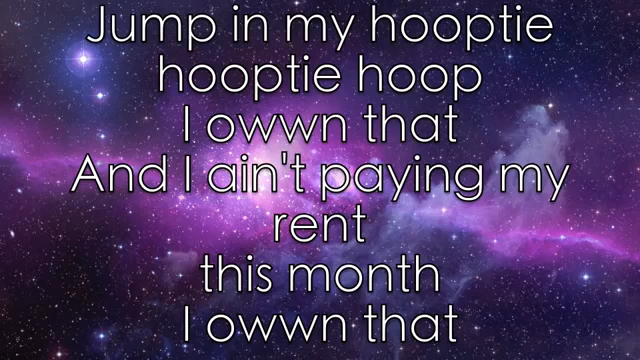 Jump in my hooptie
hooptie hoop
I owwn that
And I ain't paying my
rent
this month
I owwn that